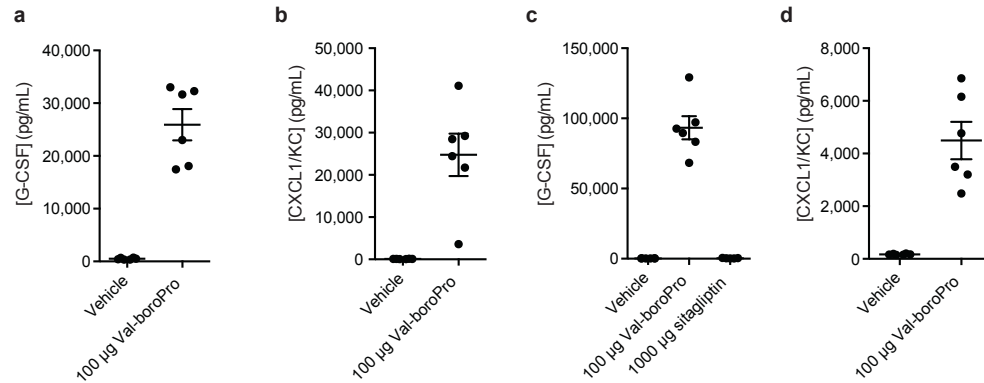 a
[G-CSF] (pg/mL)
40,000
30,000
20,000
10,000
0
Vehicle
100 µg Val-boroPro
b
[CXCL1/KC] (pg/mL)
50,000
40,000
30,000
20,000
10,000
0
Vehicle
100 µg Val-boroPro
c
[G-CSF] (pg/mL)
150,000
100,000
50,000
0
Vehicle
100 µg Val-boroPro
1000 µg sitagliptin
d
[CXCL1/KC] (pg/mL)
8,000
6,000
4,000
2,000
0
Vehicle
100 µg Val-boroPro